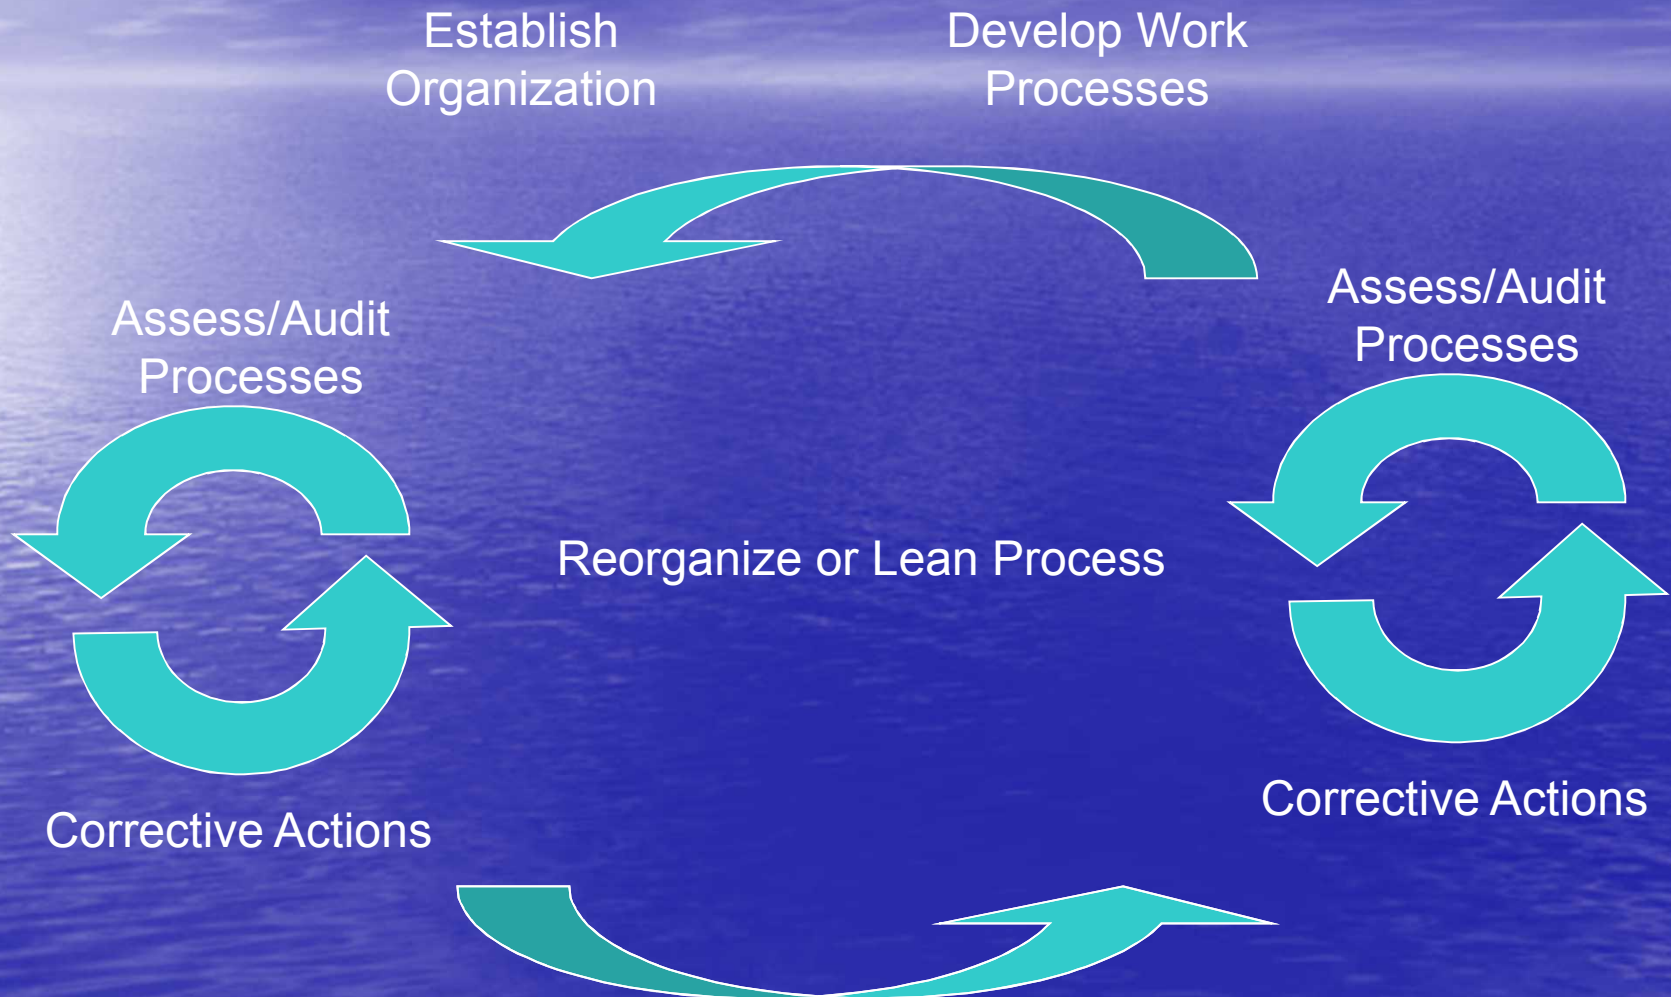 Establish
Organization
Develop Work
Processes
Assess/Audit
Processes
Assess/Audit
Processes
Reorganize or Lean Process
Corrective Actions
Corrective Actions